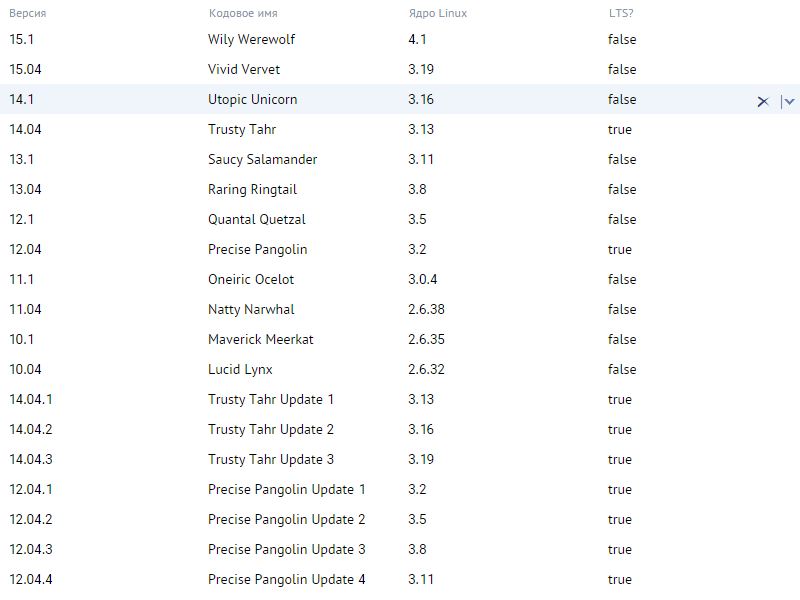 Версия Кодовое имя Ядро Linux LTS?
15.1 Wily Werewolf 4.1 false
15.04 Vivid Vervet 3.19 false
14.1 Utopic Unicorn 3.16 false
14.04 Trusty Tahr 3.13 true
13.1 Saucy Salamander 3.11 false
13.04 Raring Ringtail 3.8 false
12.1 Quantal Quetzal 3.5 false
12.04 Precise Pangolin 3.2 true
11.1 Oneiric Ocelot 3.0.4 false
11.04 Natty Narwhal 2.6.38 false
10.1 Maverick Meerkat 2.6.35 false
10.04 Lucid Lynx 2.6.32 false
14.04.1 Trusty Tahr Update 1 3.13 true
14.04.2 Trusty Tahr Update 2 3.16 true
14.04.3 Trusty Tahr Update 3 3.19 true
12.04.1 Precise Pangolin Update 1 3.2 true
12.04.2 Precise Pangolin Update 2 3.5 true
12.04.3 Precise Pangolin Update 3 3.8 true
12.04.4 Precise Pangolin Update 4 3.11 true